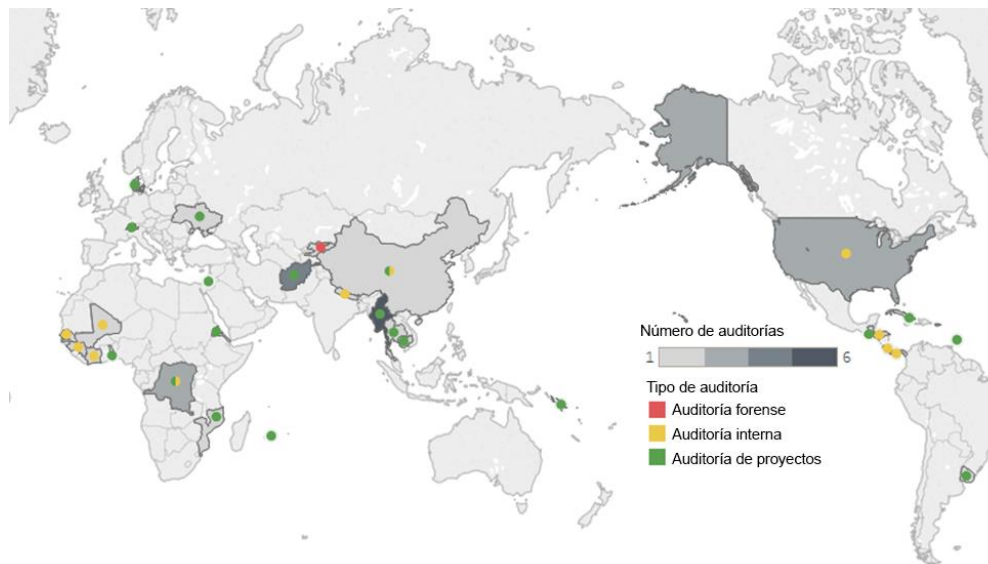 Número de auditorías
1 6
Tipo de auditoría
Auditoría forense
Auditoría interna
Auditoría de proyectos